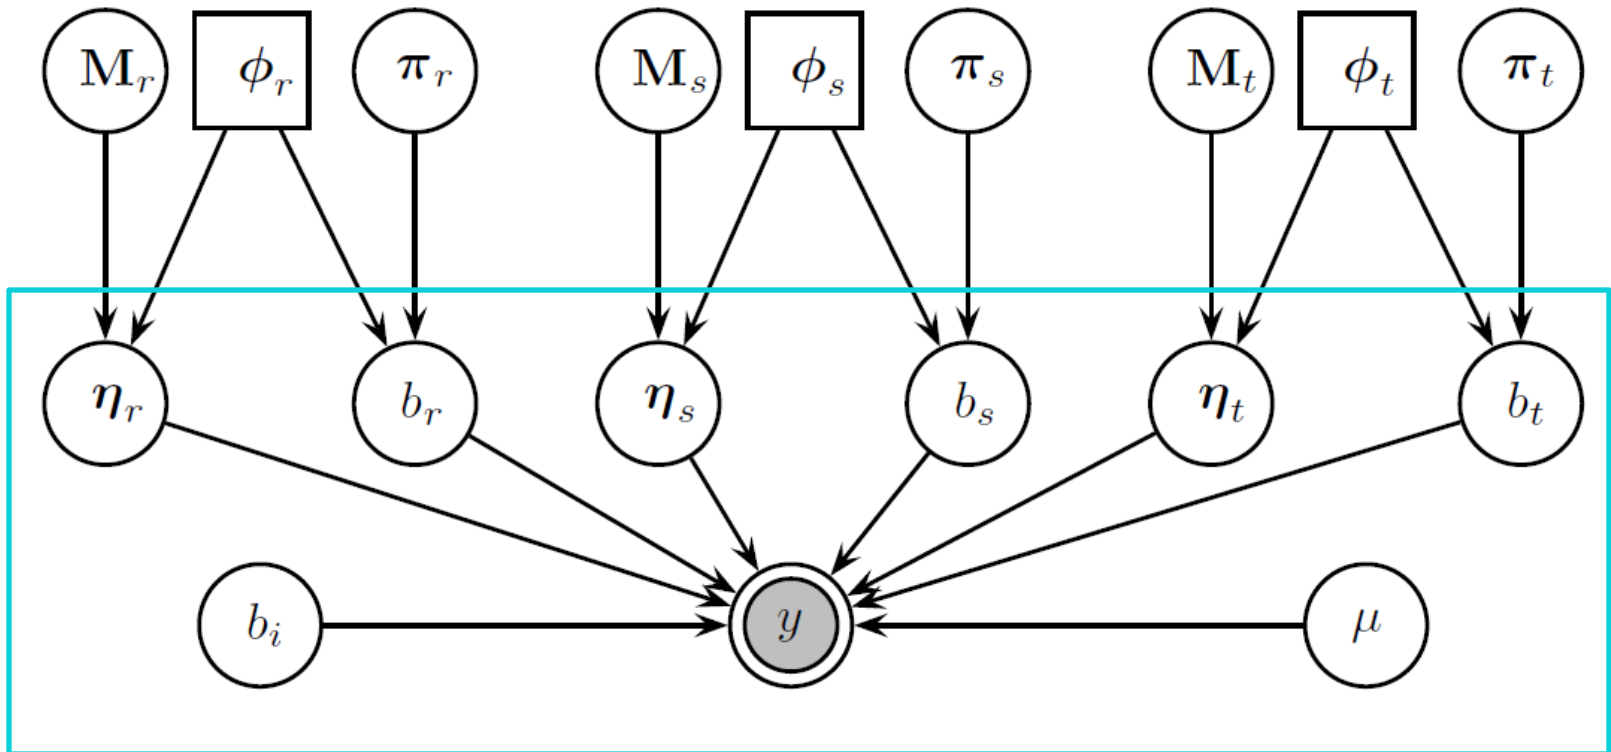 M_r ϕ_r π_r M_s ϕ_s π_s M_t ϕ_t π_t
η_r b_r η_s b_s η_t b_t
b_i y μ